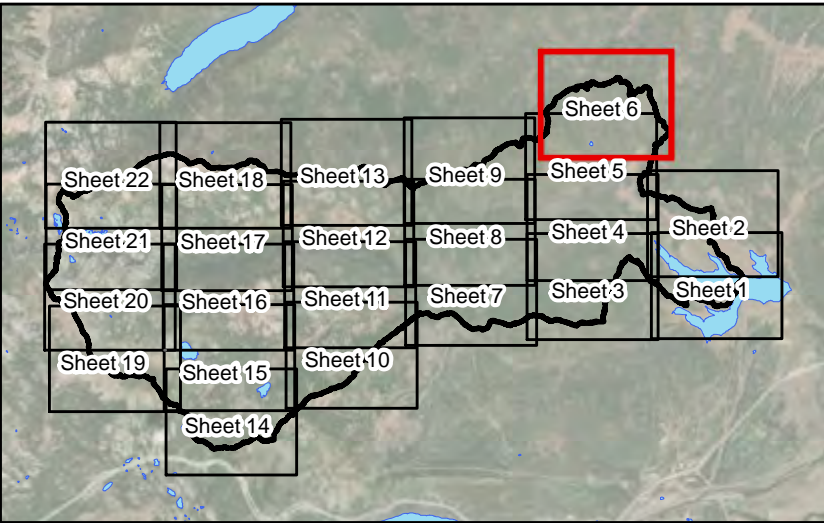 Sheet 6
Sheet 5
Sheet 22
Sheet 18
Sheet 13
Sheet 9
Sheet 2
Sheet 21
Sheet 17
Sheet 12
Sheet 8
Sheet 4
Sheet 20
Sheet 16
Sheet 11
Sheet 7
Sheet 3
Sheet 1
Sheet 19
Sheet 15
Sheet 10
Sheet 14